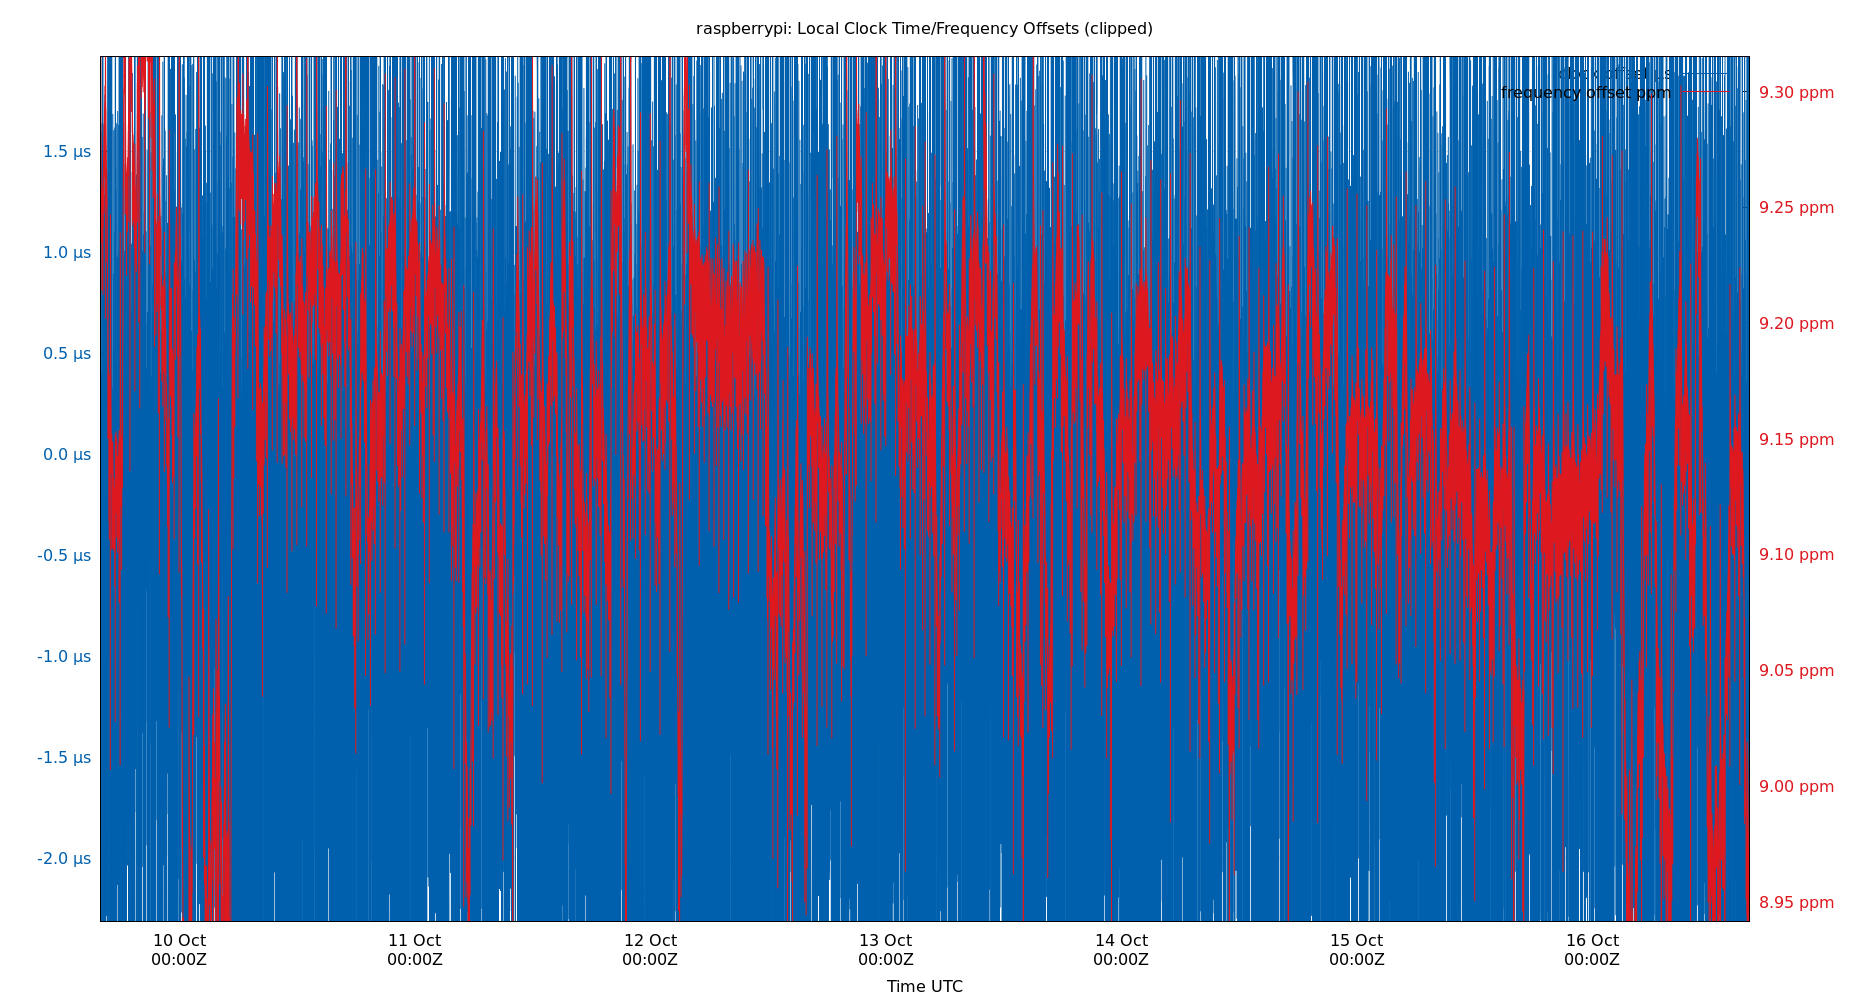 raspberrypi: Local Clock Time/Frequency Offsets (clipped)
clock offset µs
frequency offset ppm
1.5 µs
1.0 µs
0.5 µs
0.0 µs
-0.5 µs
-1.0 µs
-1.5 µs
-2.0 µs
9.30 ppm
9.25 ppm
9.20 ppm
9.15 ppm
9.10 ppm
9.05 ppm
9.00 ppm
8.95 ppm
10 Oct 11 Oct 12 Oct 13 Oct 14 Oct 15 Oct 16 Oct
00:00Z 00:00Z 00:00Z 00:00Z 00:00Z 00:00Z 00:00Z
Time UTC